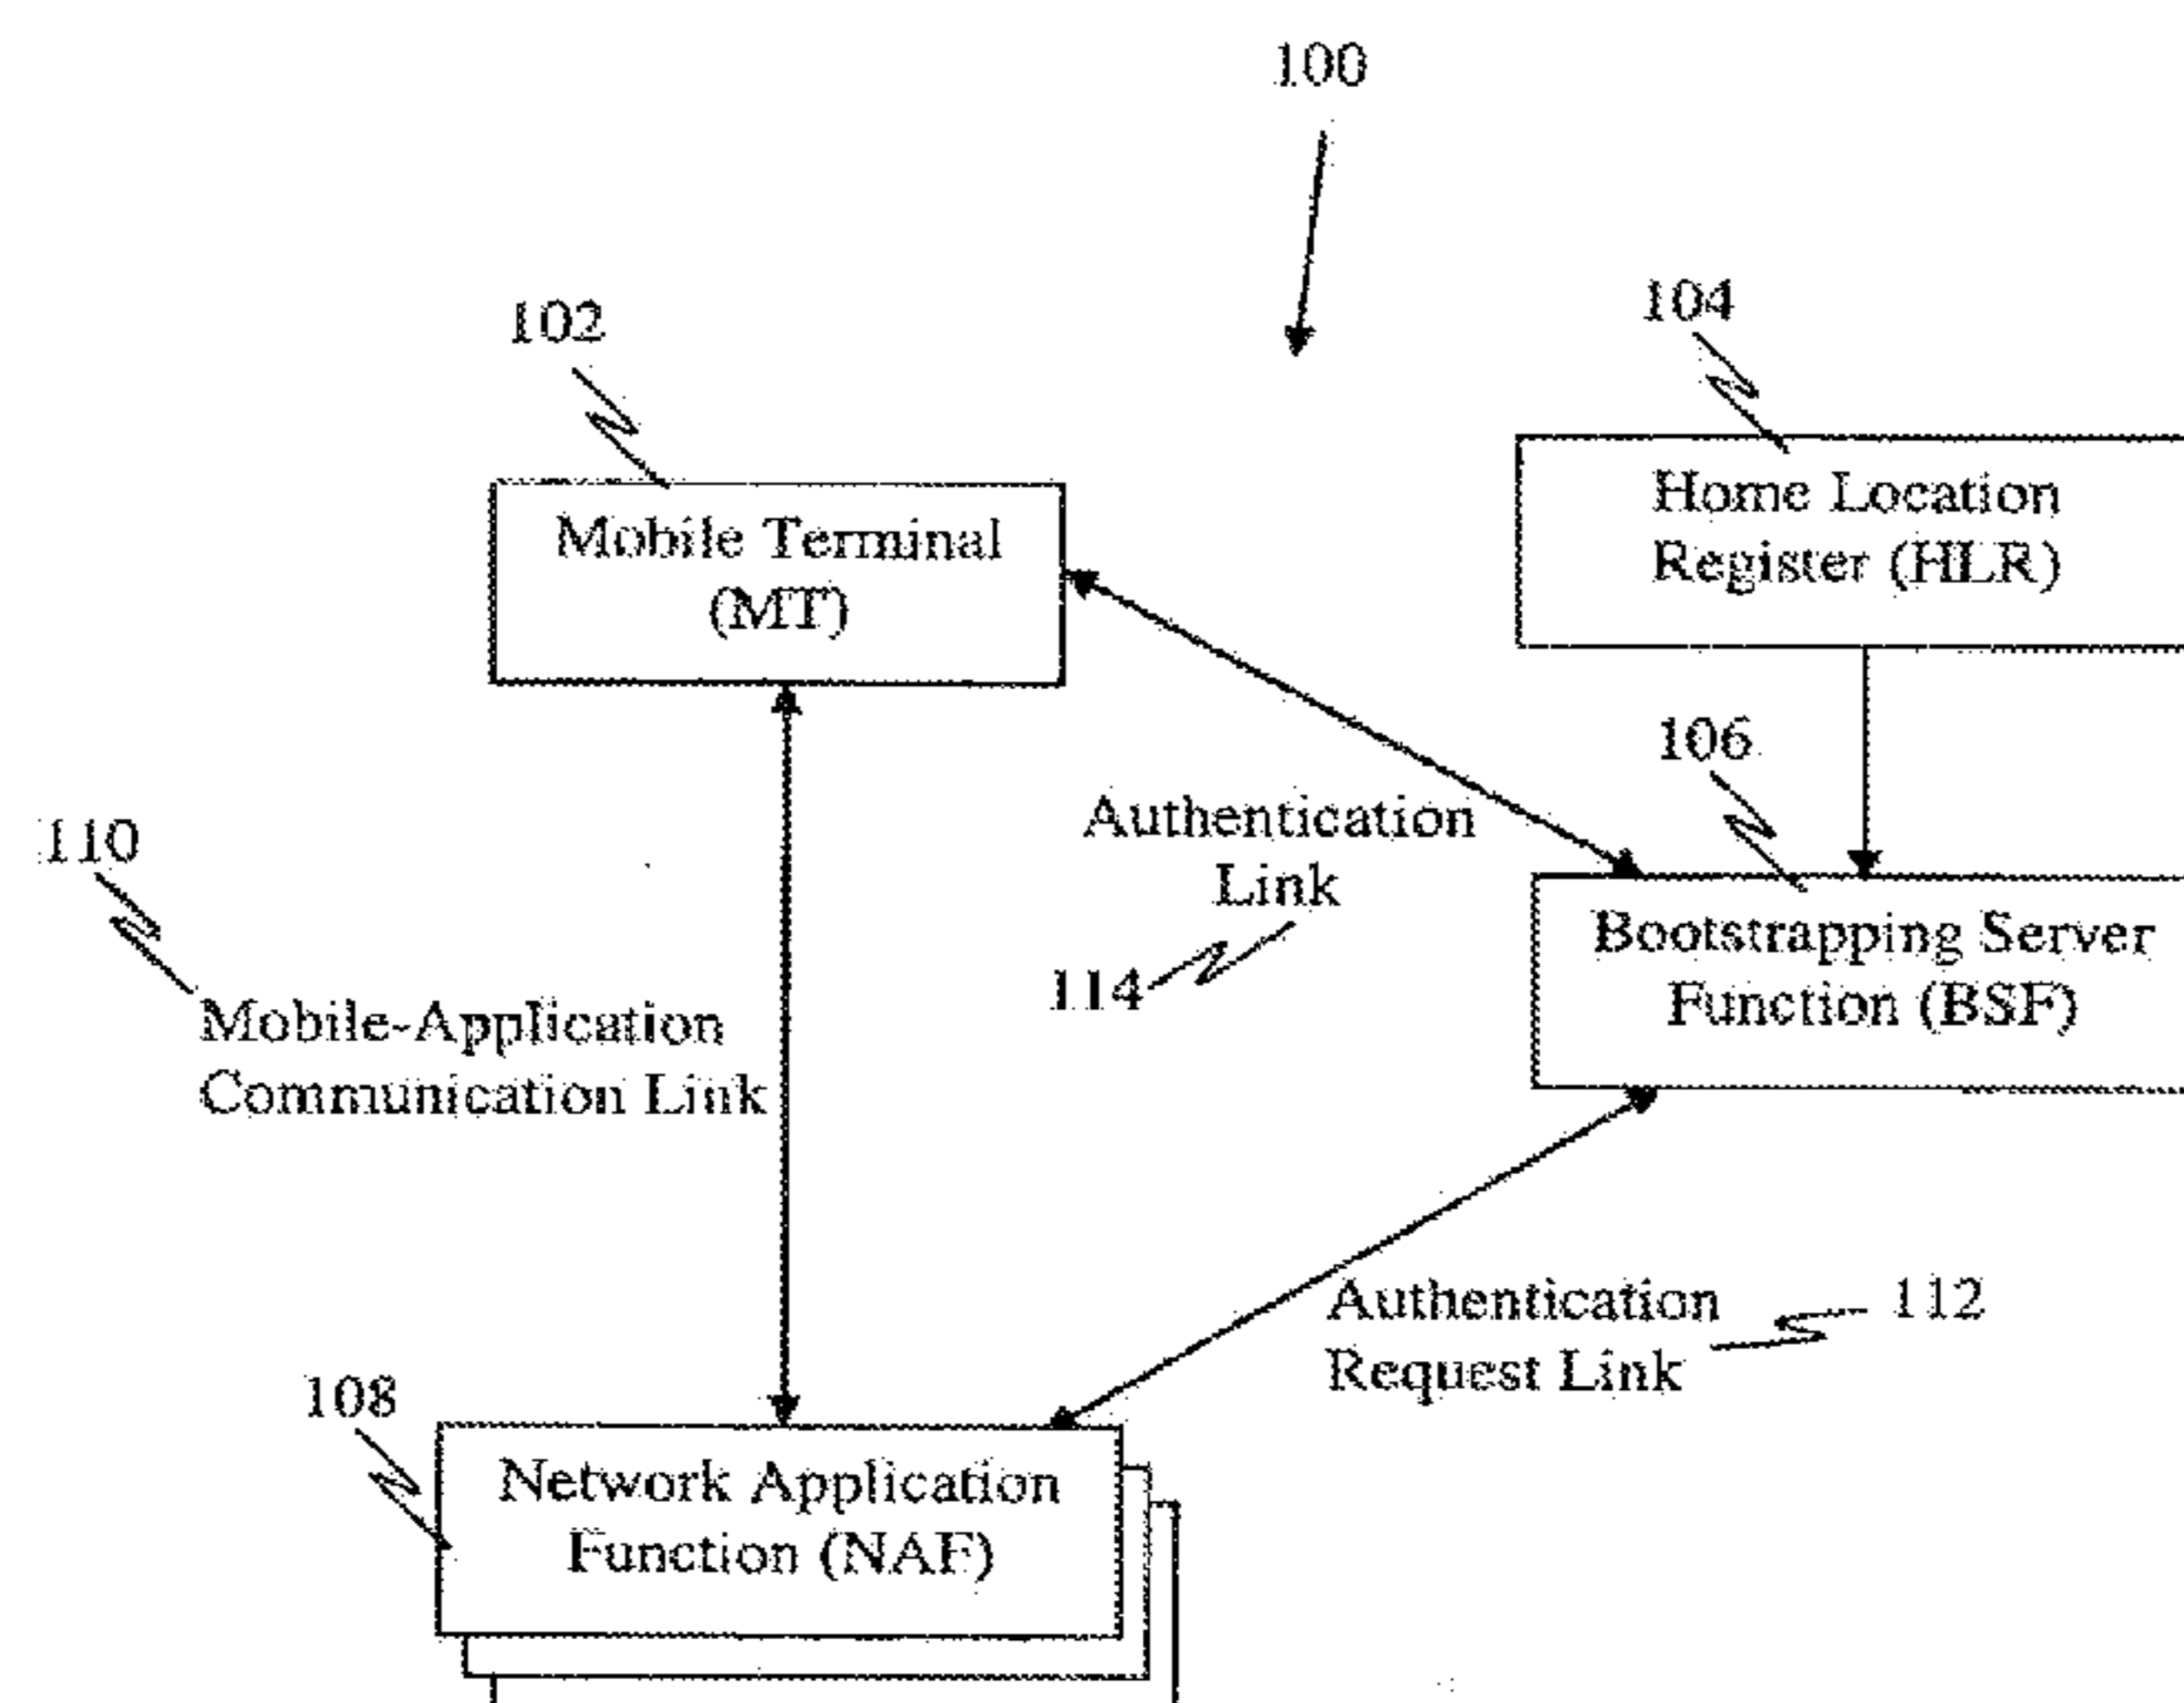 100
102
104
Mobile Terminal
(MT)
Home Location
Register (HLR)
106
110
Authentication
Link
114
Bootstrapping Server
Function (BSF)
Mobile-Application
Communication Link
Authentication
Request Link
112
108
Network Application
Function (NAF)